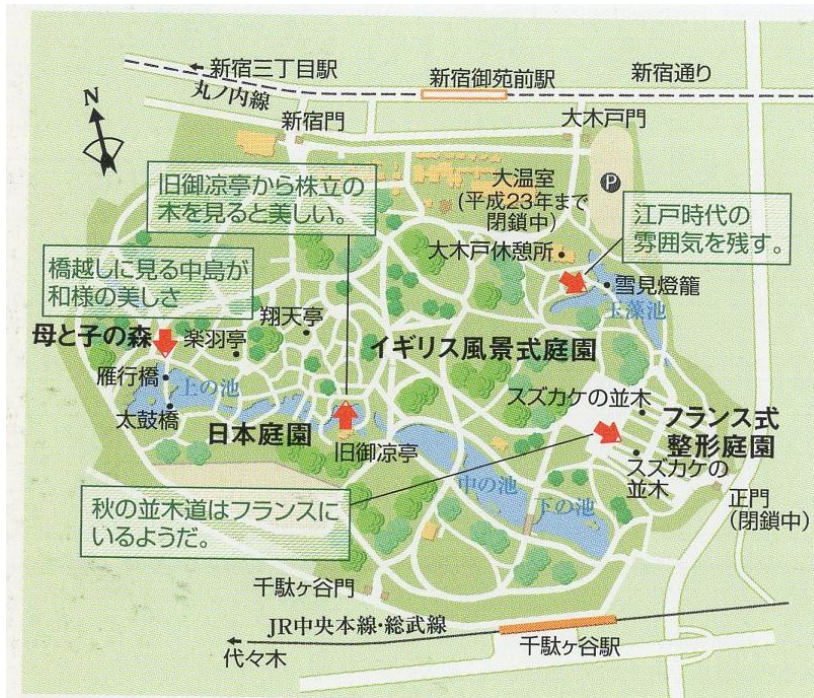 新宿三丁目駅
丸ノ内線
新宿御苑前駅
新宿通り
N
新宿門
大木戸門
旧御凉亭から株立の
木を見ると美しい。
大温室
(平成23年まで
閉鎖中)
P
江戸時代の
雰囲気を残す。
大木戸休憩所
雪見燈籠
玉藻池
橋越しに見る中島が
和様の美しさ
翔天亭
母と子の森
楽羽亭
イギリス風景式庭園
雁行橋
上の池
太鼓橋
日本庭園
旧御凉亭
スズカケの並木
フランス式
整形庭園
スズカケの
並木
中の池
下の池
正門
(閉鎖中)
秋の並木道はフランスに
いるようだ。
千駄ヶ谷門
JR中央本線・総武線
代々木
千駄ヶ谷駅